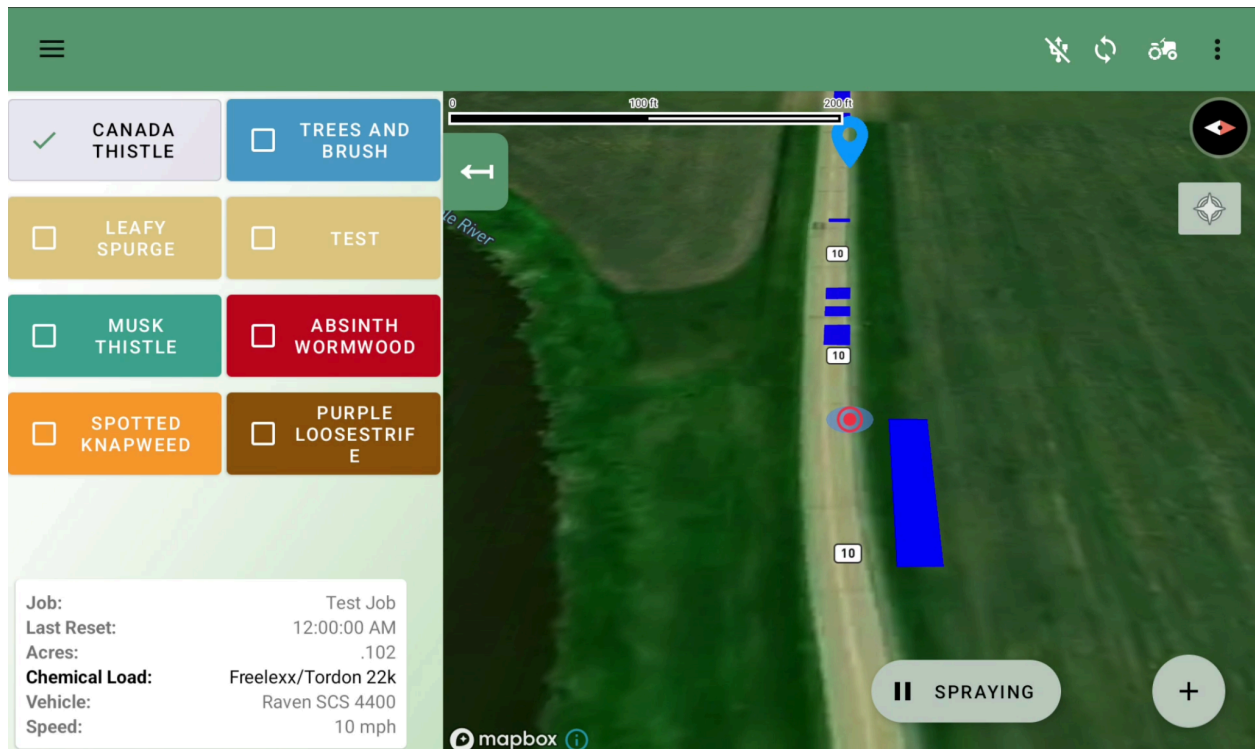 CANADA
THISTLE
TREES AND
BRUSH
LEAFY
SPURGE
TEST
MUSK
THISTLE
ABSINTH
WORMWOOD
SPOTTED
KNAPWEED
PURPLE
LOOSESTRIF
E
Job: Test Job
Last Reset: 12:00:00 AM
Acres: .102
Chemical Load: Freelexx/Tordon 22k
Vehicle: Raven SCS 4400
Speed: 10 mph
0 100 ft 200 ft
River
10
10
10
SPRAYING
mapbox